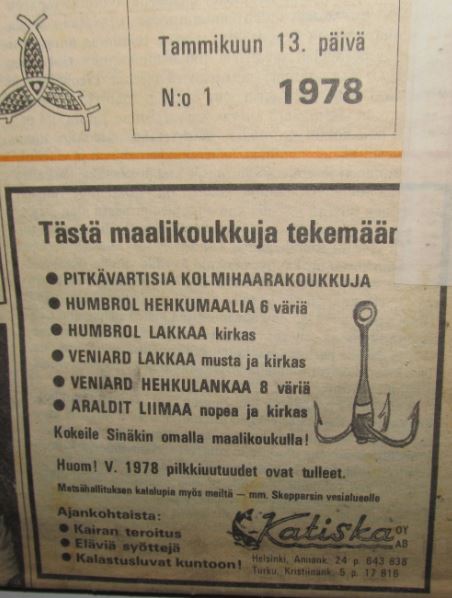 Tammikuun 13. päivä
N:o 1 1978
Tästä maalikoukkuja tekemään
● PITKÄVARTISIA KOLMIHAARAKOUKKUJA
● HUMBROL HEHKUMAALIA 6 väriä
● HUMBROL LAKKAA kirkas
● VENIARD LAKKAA musta ja kirkas
● VENIARD HEHKULANKAA 8 väriä
● ARALDIT LIIMAA nopea ja kirkas
Kokeile Sinäkin omalla maalikoukulla!
Huom! V. 1978 pilkkiuutuudet ovat tulleet.
Metsähallituksen kalalupia myös meiltä – mm. Skepparsin vesialueelle
Ajankohtaista:
● Kairan teroitus
● Eläviä syöttejä
● Kalastusluvat kuntoon!
Katiska OY AB
Helsinki, Annank. 24 p. 643 838
Turku, Kristiinank. 5 p. 17 816